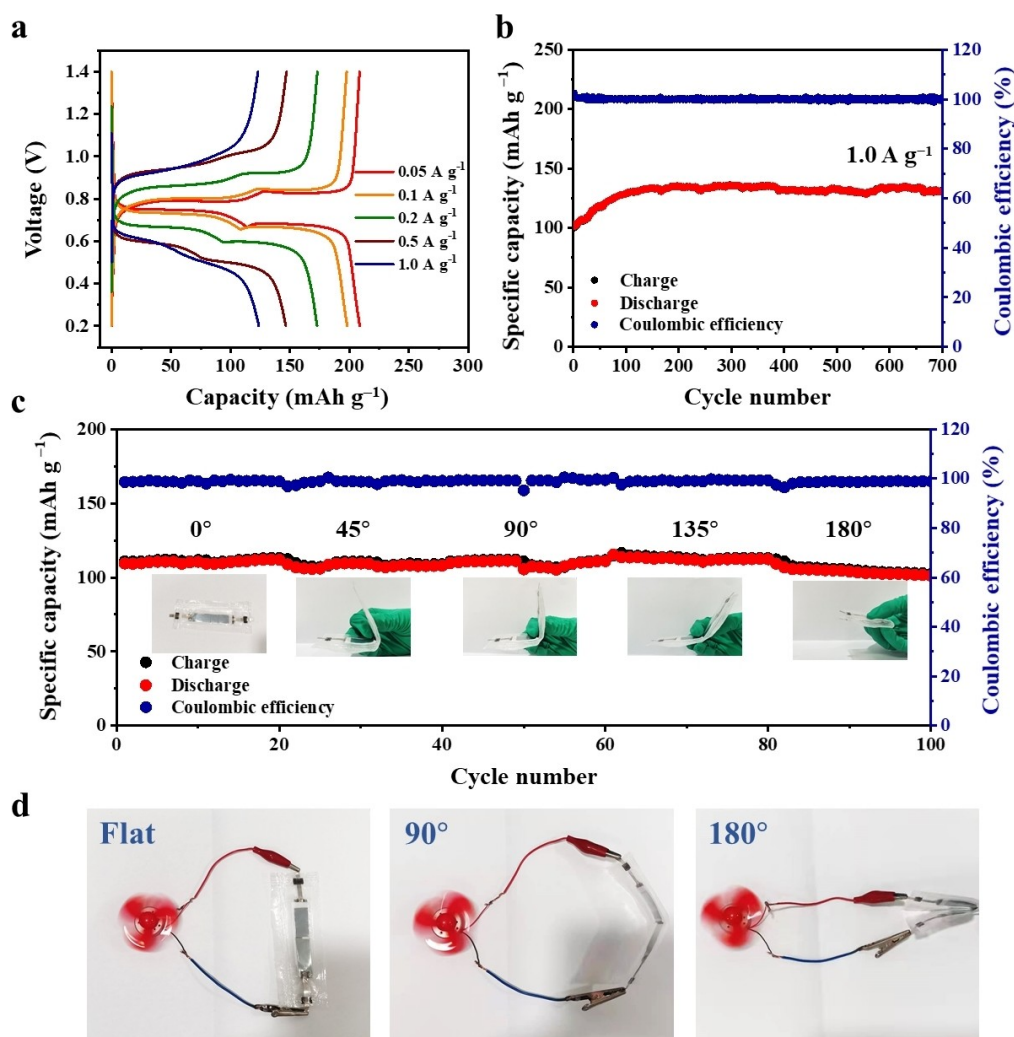 a
1.4
1.2
1.0
0.8
0.6
0.4
0.2
Voltage (V)
0.05 A g⁻¹
0.1 A g⁻¹
0.2 A g⁻¹
0.5 A g⁻¹
1.0 A g⁻¹
0 50 100 150 200 250 300
Capacity (mAh g⁻¹)
b
250
200
150
100
50
0
Specific capacity (mAh g⁻¹)
1.0 A g⁻¹
Charge
Discharge
Coulombic efficiency
120
100
80
60
40
20
0
Coulombic efficiency (%)
0 100 200 300 400 500 600 700
Cycle number
c
200
150
100
50
0
Specific capacity (mAh g⁻¹)
0° 45° 90° 135° 180°
Charge
Discharge
Coulombic efficiency
120
100
80
60
40
20
0
Coulombic efficiency (%)
0 20 40 60 80 100
Cycle number
d
Flat
90°
180°